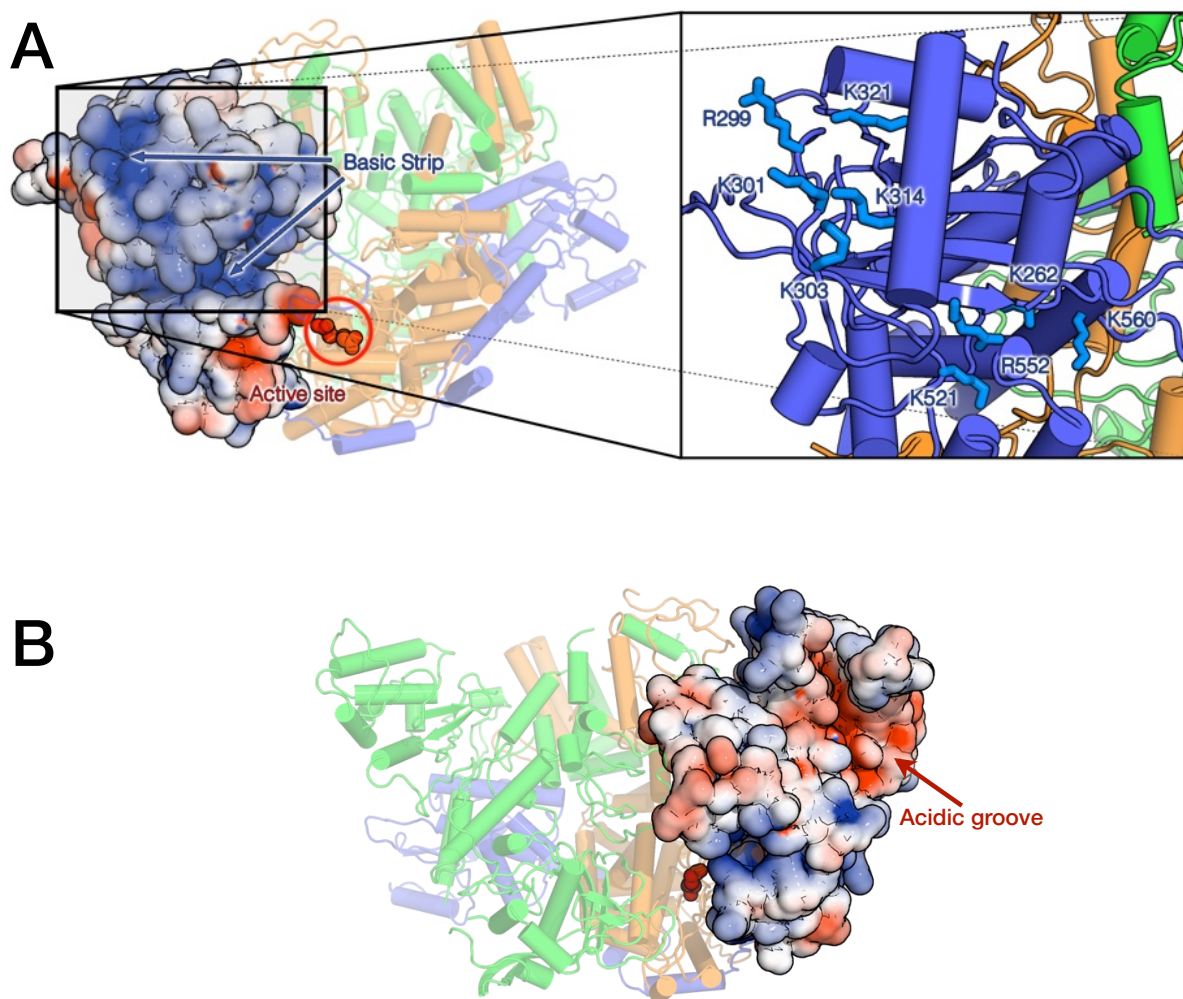 A
Basic Strip
Active site
K321
R299
K301
K314
K303
K262
K560
R552
K521
B
Acidic groove